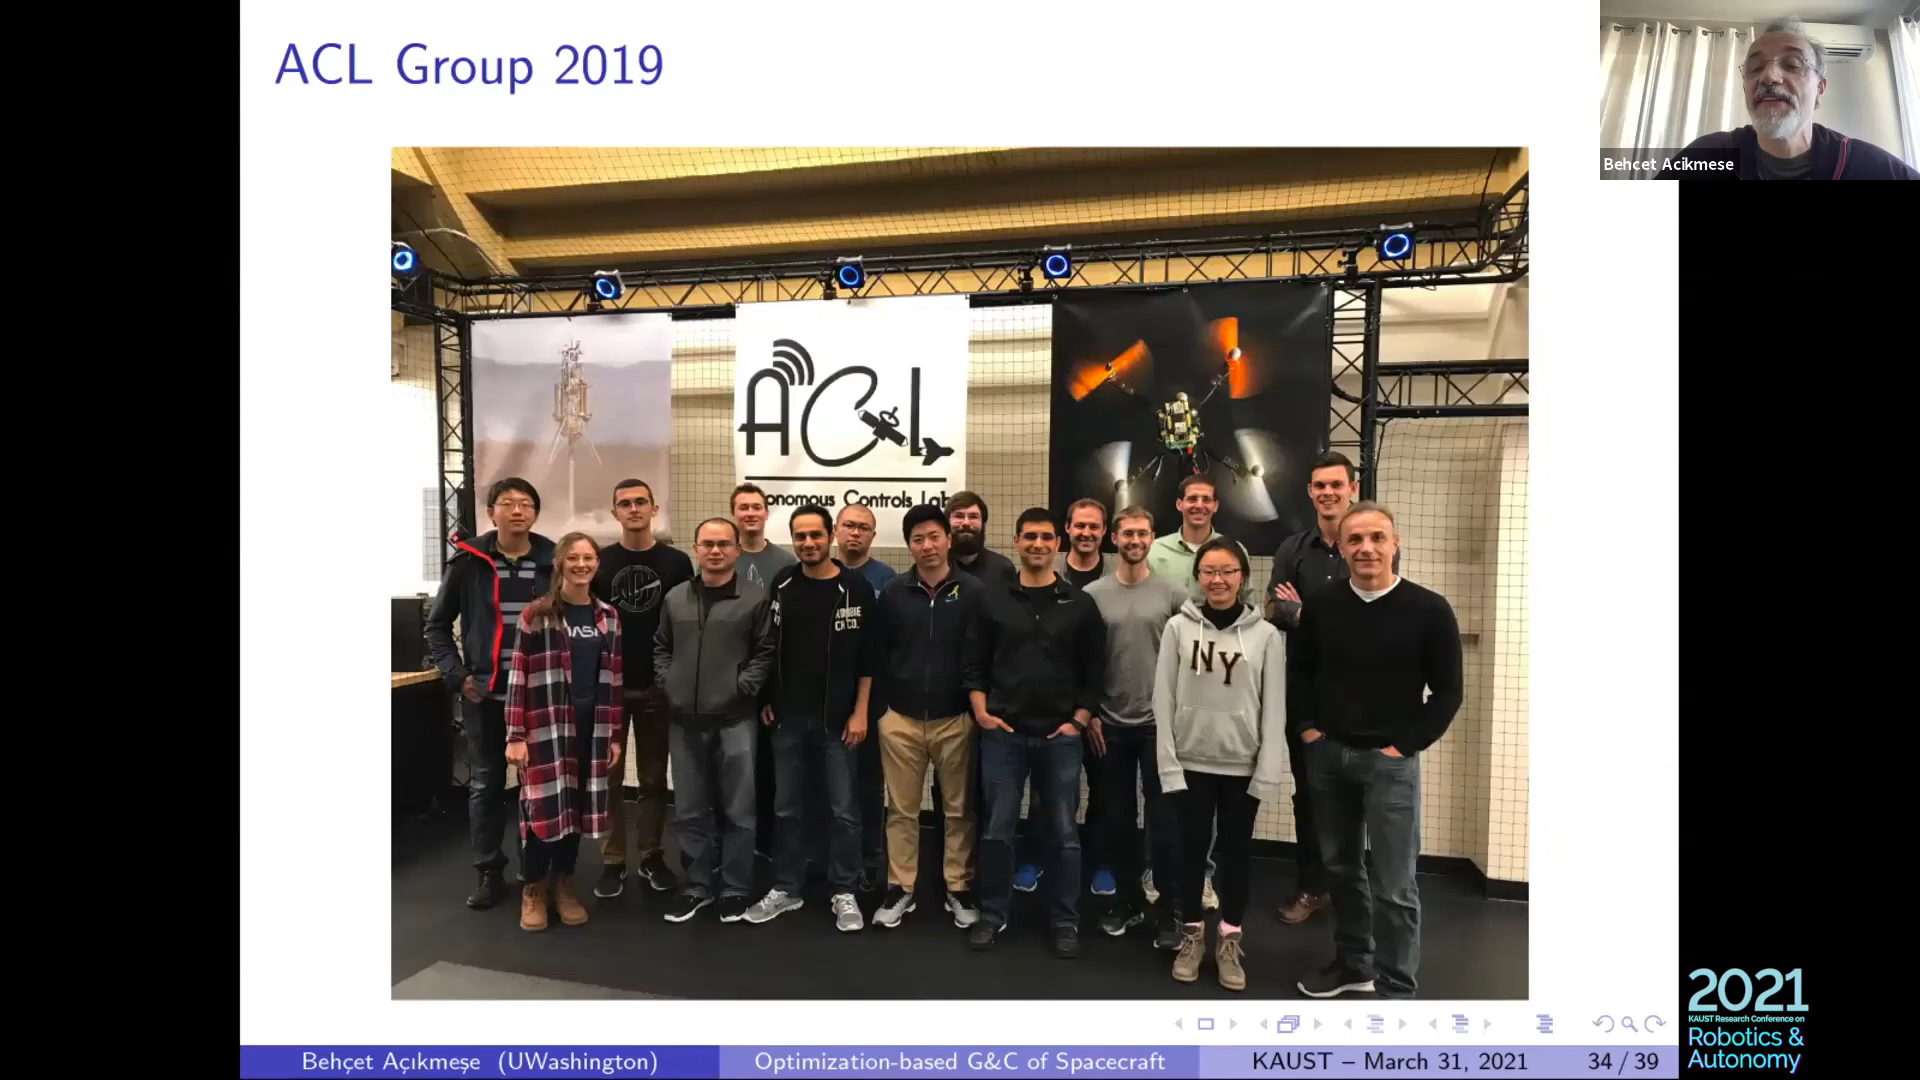 ACL Group 2019
Behcet Acikmese
ACL
onomous Controls Lab
NASA
NY
Behçet Açıkmeşe (UWashington)
Optimization-based G&C of Spacecraft
KAUST – March 31, 2021
34 / 39
2021
KAUST Research Conference on
Robotics &
Autonomy